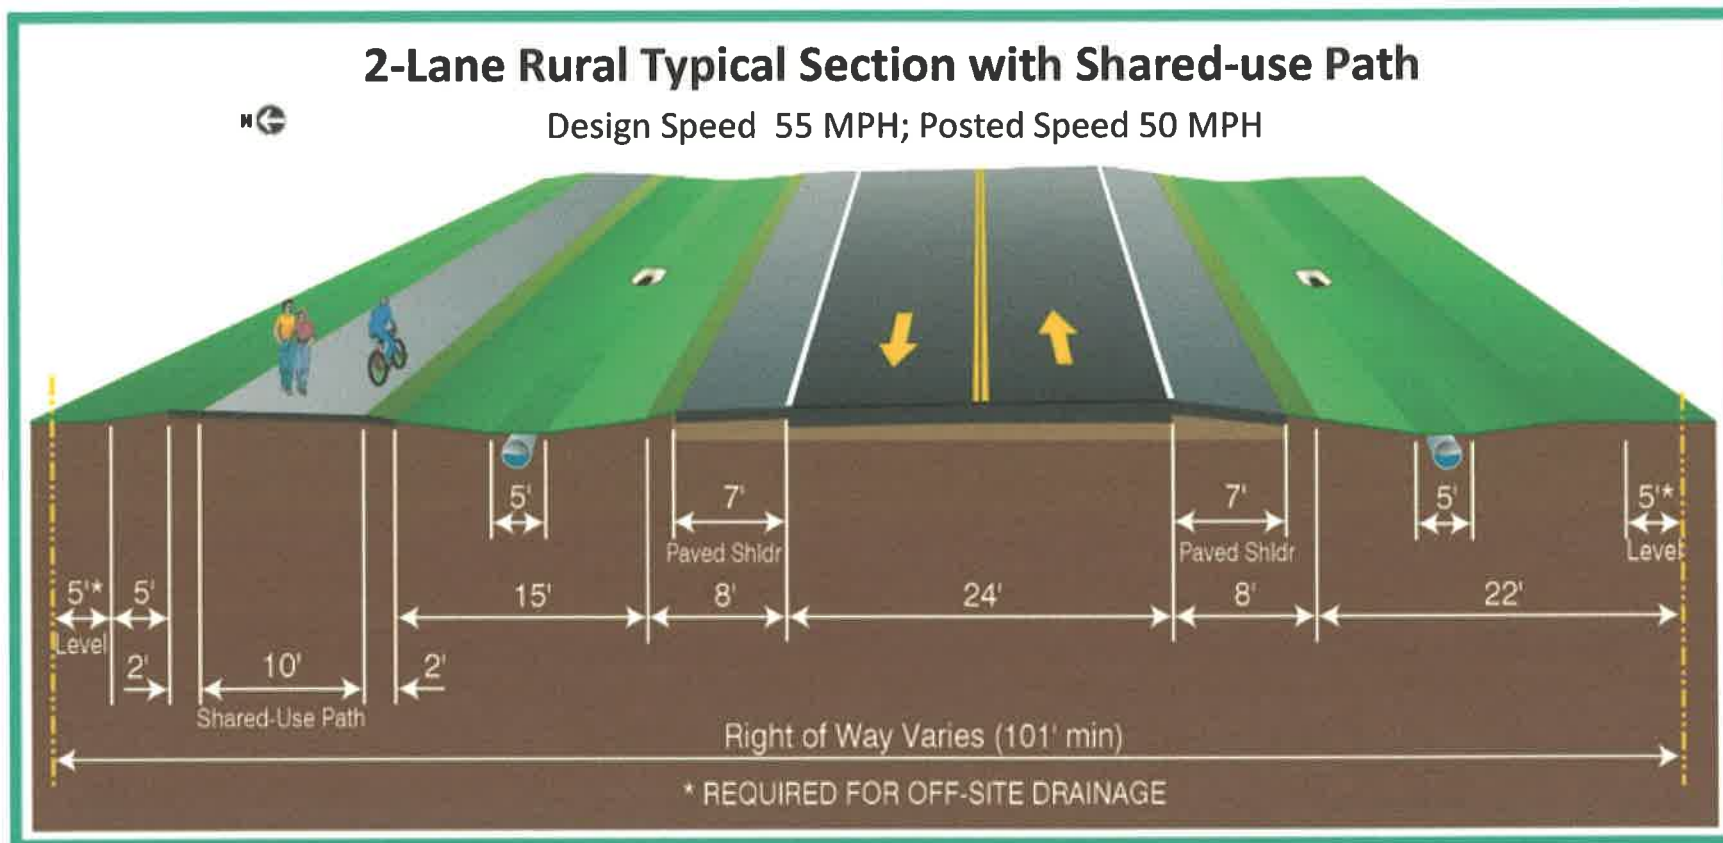 2-Lane Rural Typical Section with Shared-use Path
N
Design Speed 55 MPH; Posted Speed 50 MPH
5' 7' 7' 5' 5'*
Paved Shldr Paved Shldr Level
5'* 5' 15' 8' 24' 8' 22'
Level
2' 10' 2'
Shared-Use Path
Right of Way Varies (101' min)
* REQUIRED FOR OFF-SITE DRAINAGE